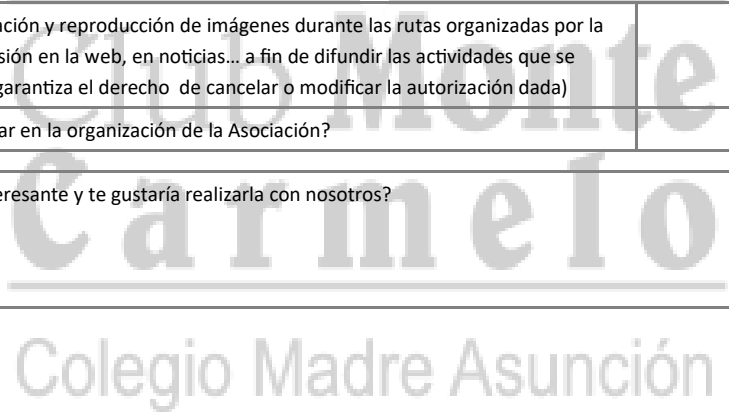 ación y reproducción de imágenes durante las rutas organizadas por la
sión en la web, en noticias... a fin de difundir las actividades que se
garantiza el derecho de cancelar o modificar la autorización dada)
ar en la organización de la Asociación?
eresante y te gustaría realizarla con nosotros?
Club Monte
Carmelo
Colegio Madre Asunción